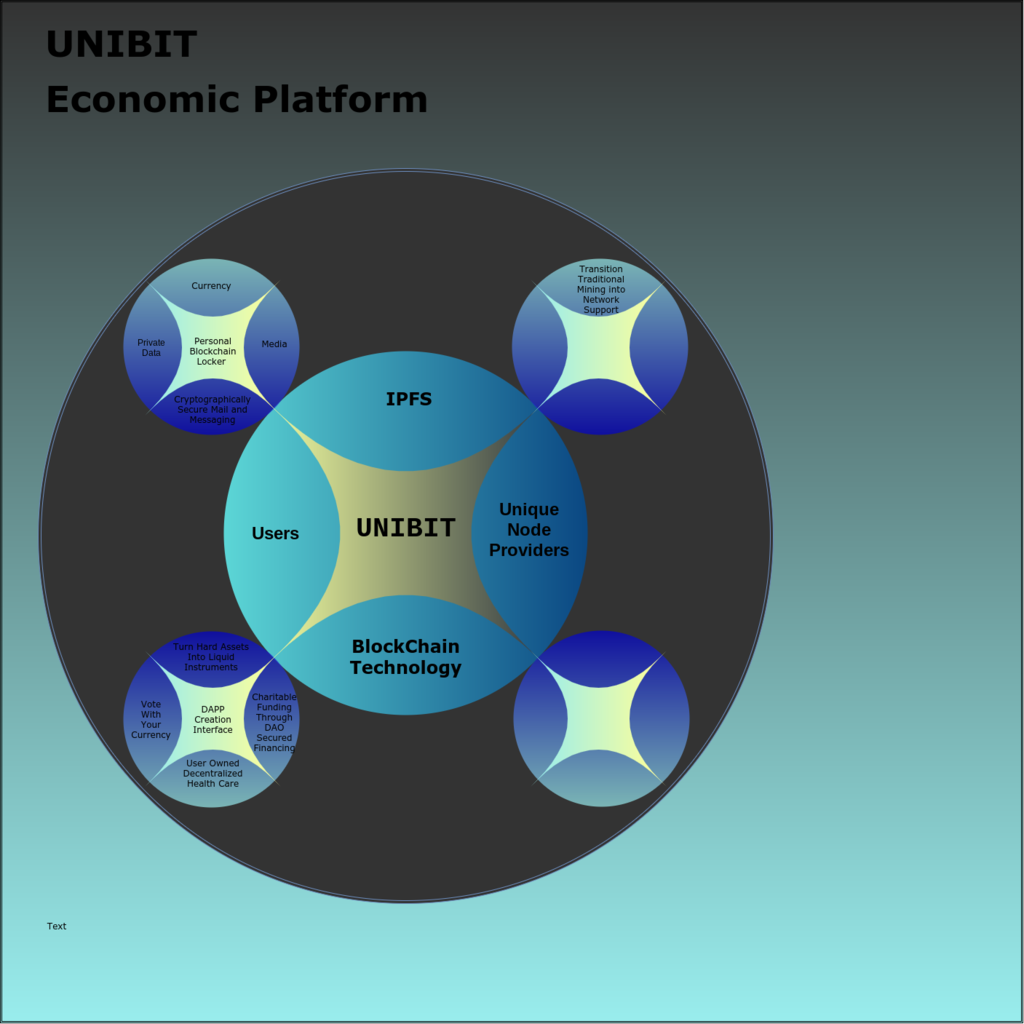 UNIBIT
Economic Platform
Currency
Private
Data
Personal
Blockchain
Locker
Media
Cryptographically
Secure Mail and
Messaging
Transition
Traditional
Mining into
Network
Support
IPFS
Users
UNIBIT
Unique
Node
Providers
BlockChain
Technology
Turn Hard Assets
Into Liquid
Instruments
Vote
With
Your
Currency
DAPP
Creation
Interface
Charitable
Funding
Through
DAO
Secured
Financing
User Owned
Decentralized
Health Care
Text